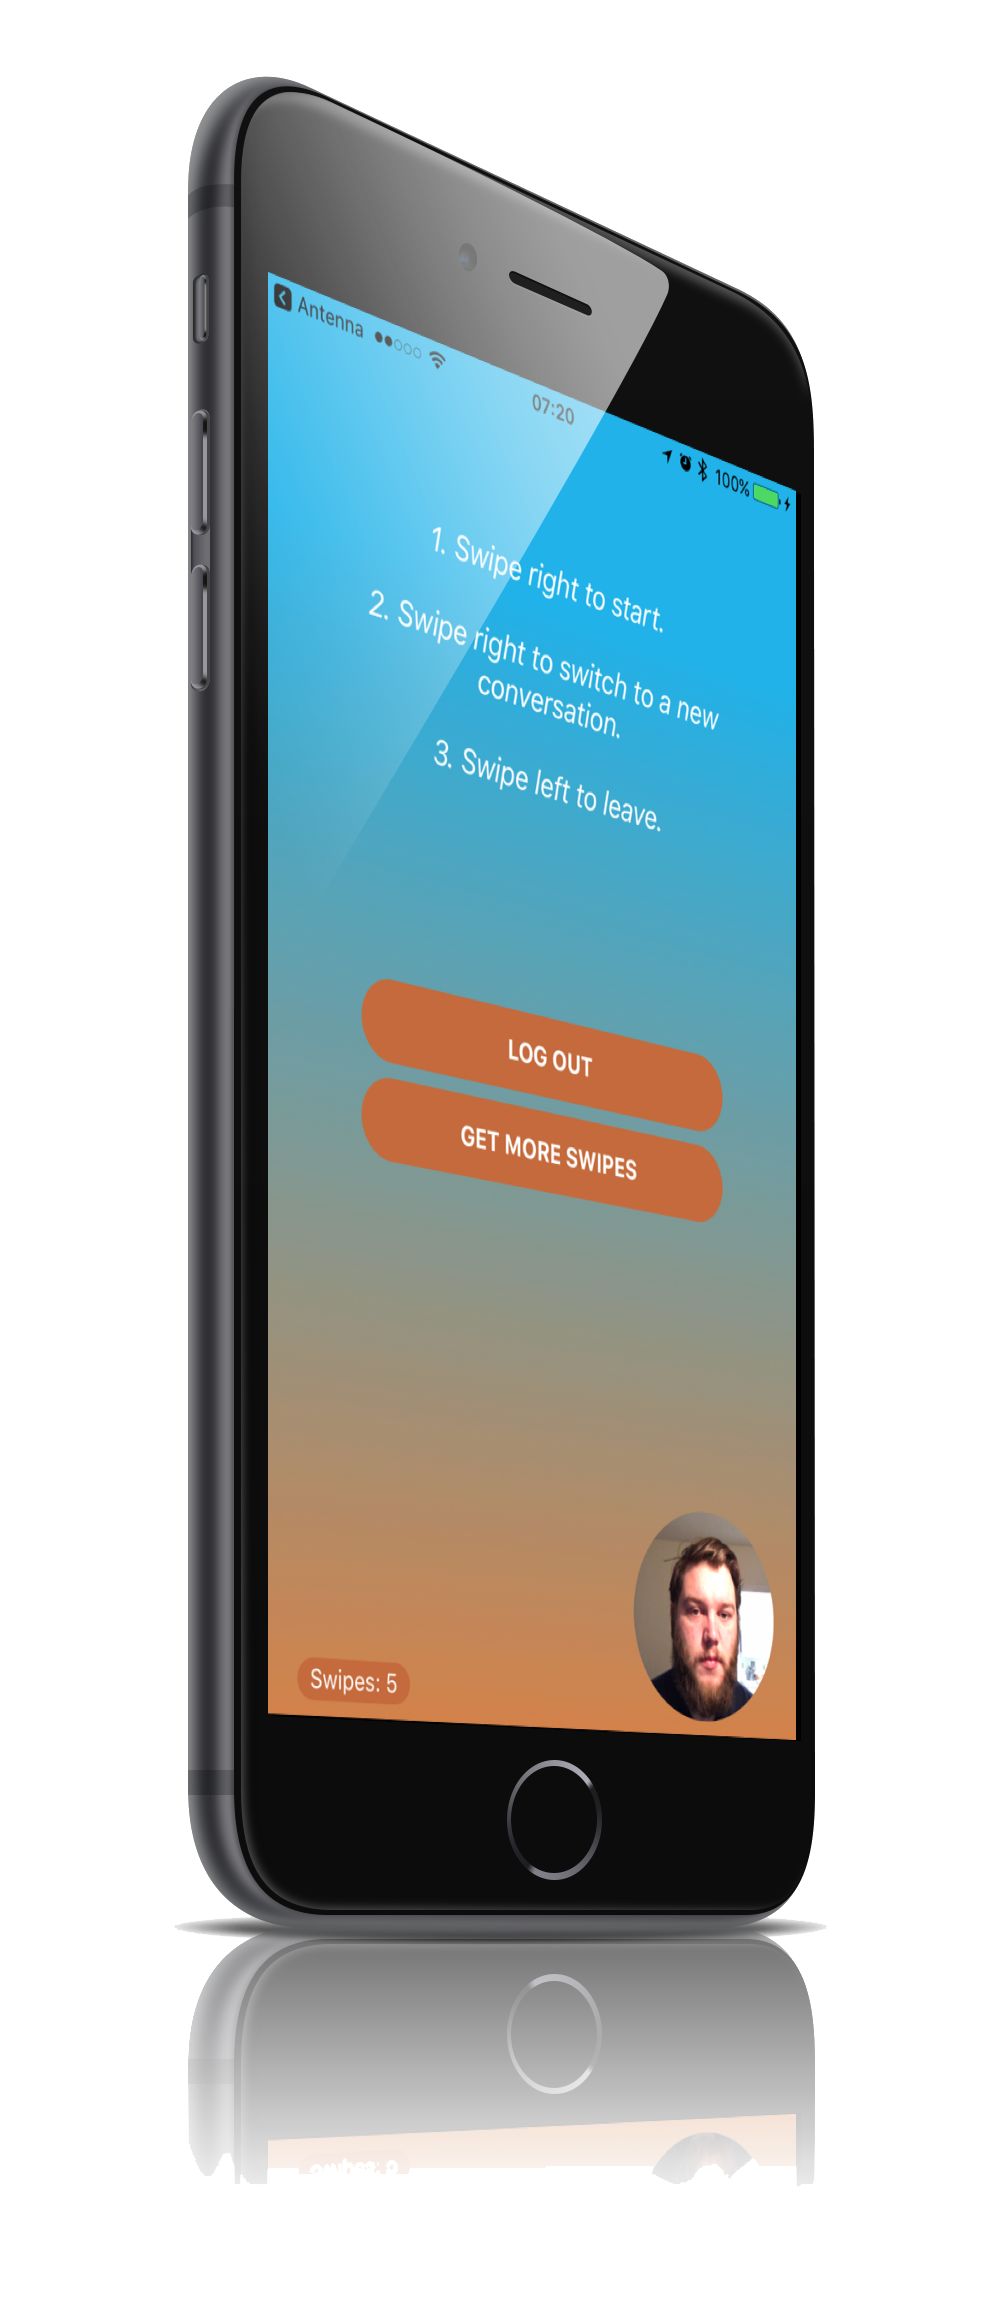 Antenna
07:20
100%
1. Swipe right to start.
2. Swipe right to switch to a new
conversation.
3. Swipe left to leave.
LOG OUT
GET MORE SWIPES
Swipes: 5